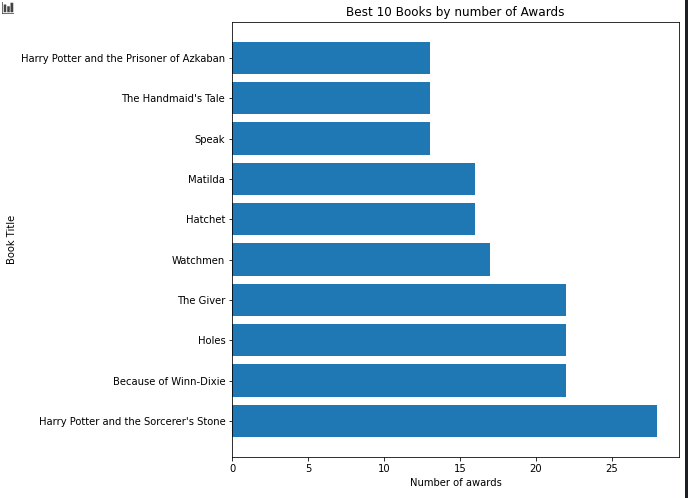 Best 10 Books by number of Awards
Harry Potter and the Prisoner of Azkaban
The Handmaid's Tale
Speak
Matilda
Hatchet
Watchmen
The Giver
Holes
Because of Winn-Dixie
Harry Potter and the Sorcerer's Stone
Book Title
0 5 10 15 20 25
Number of awards